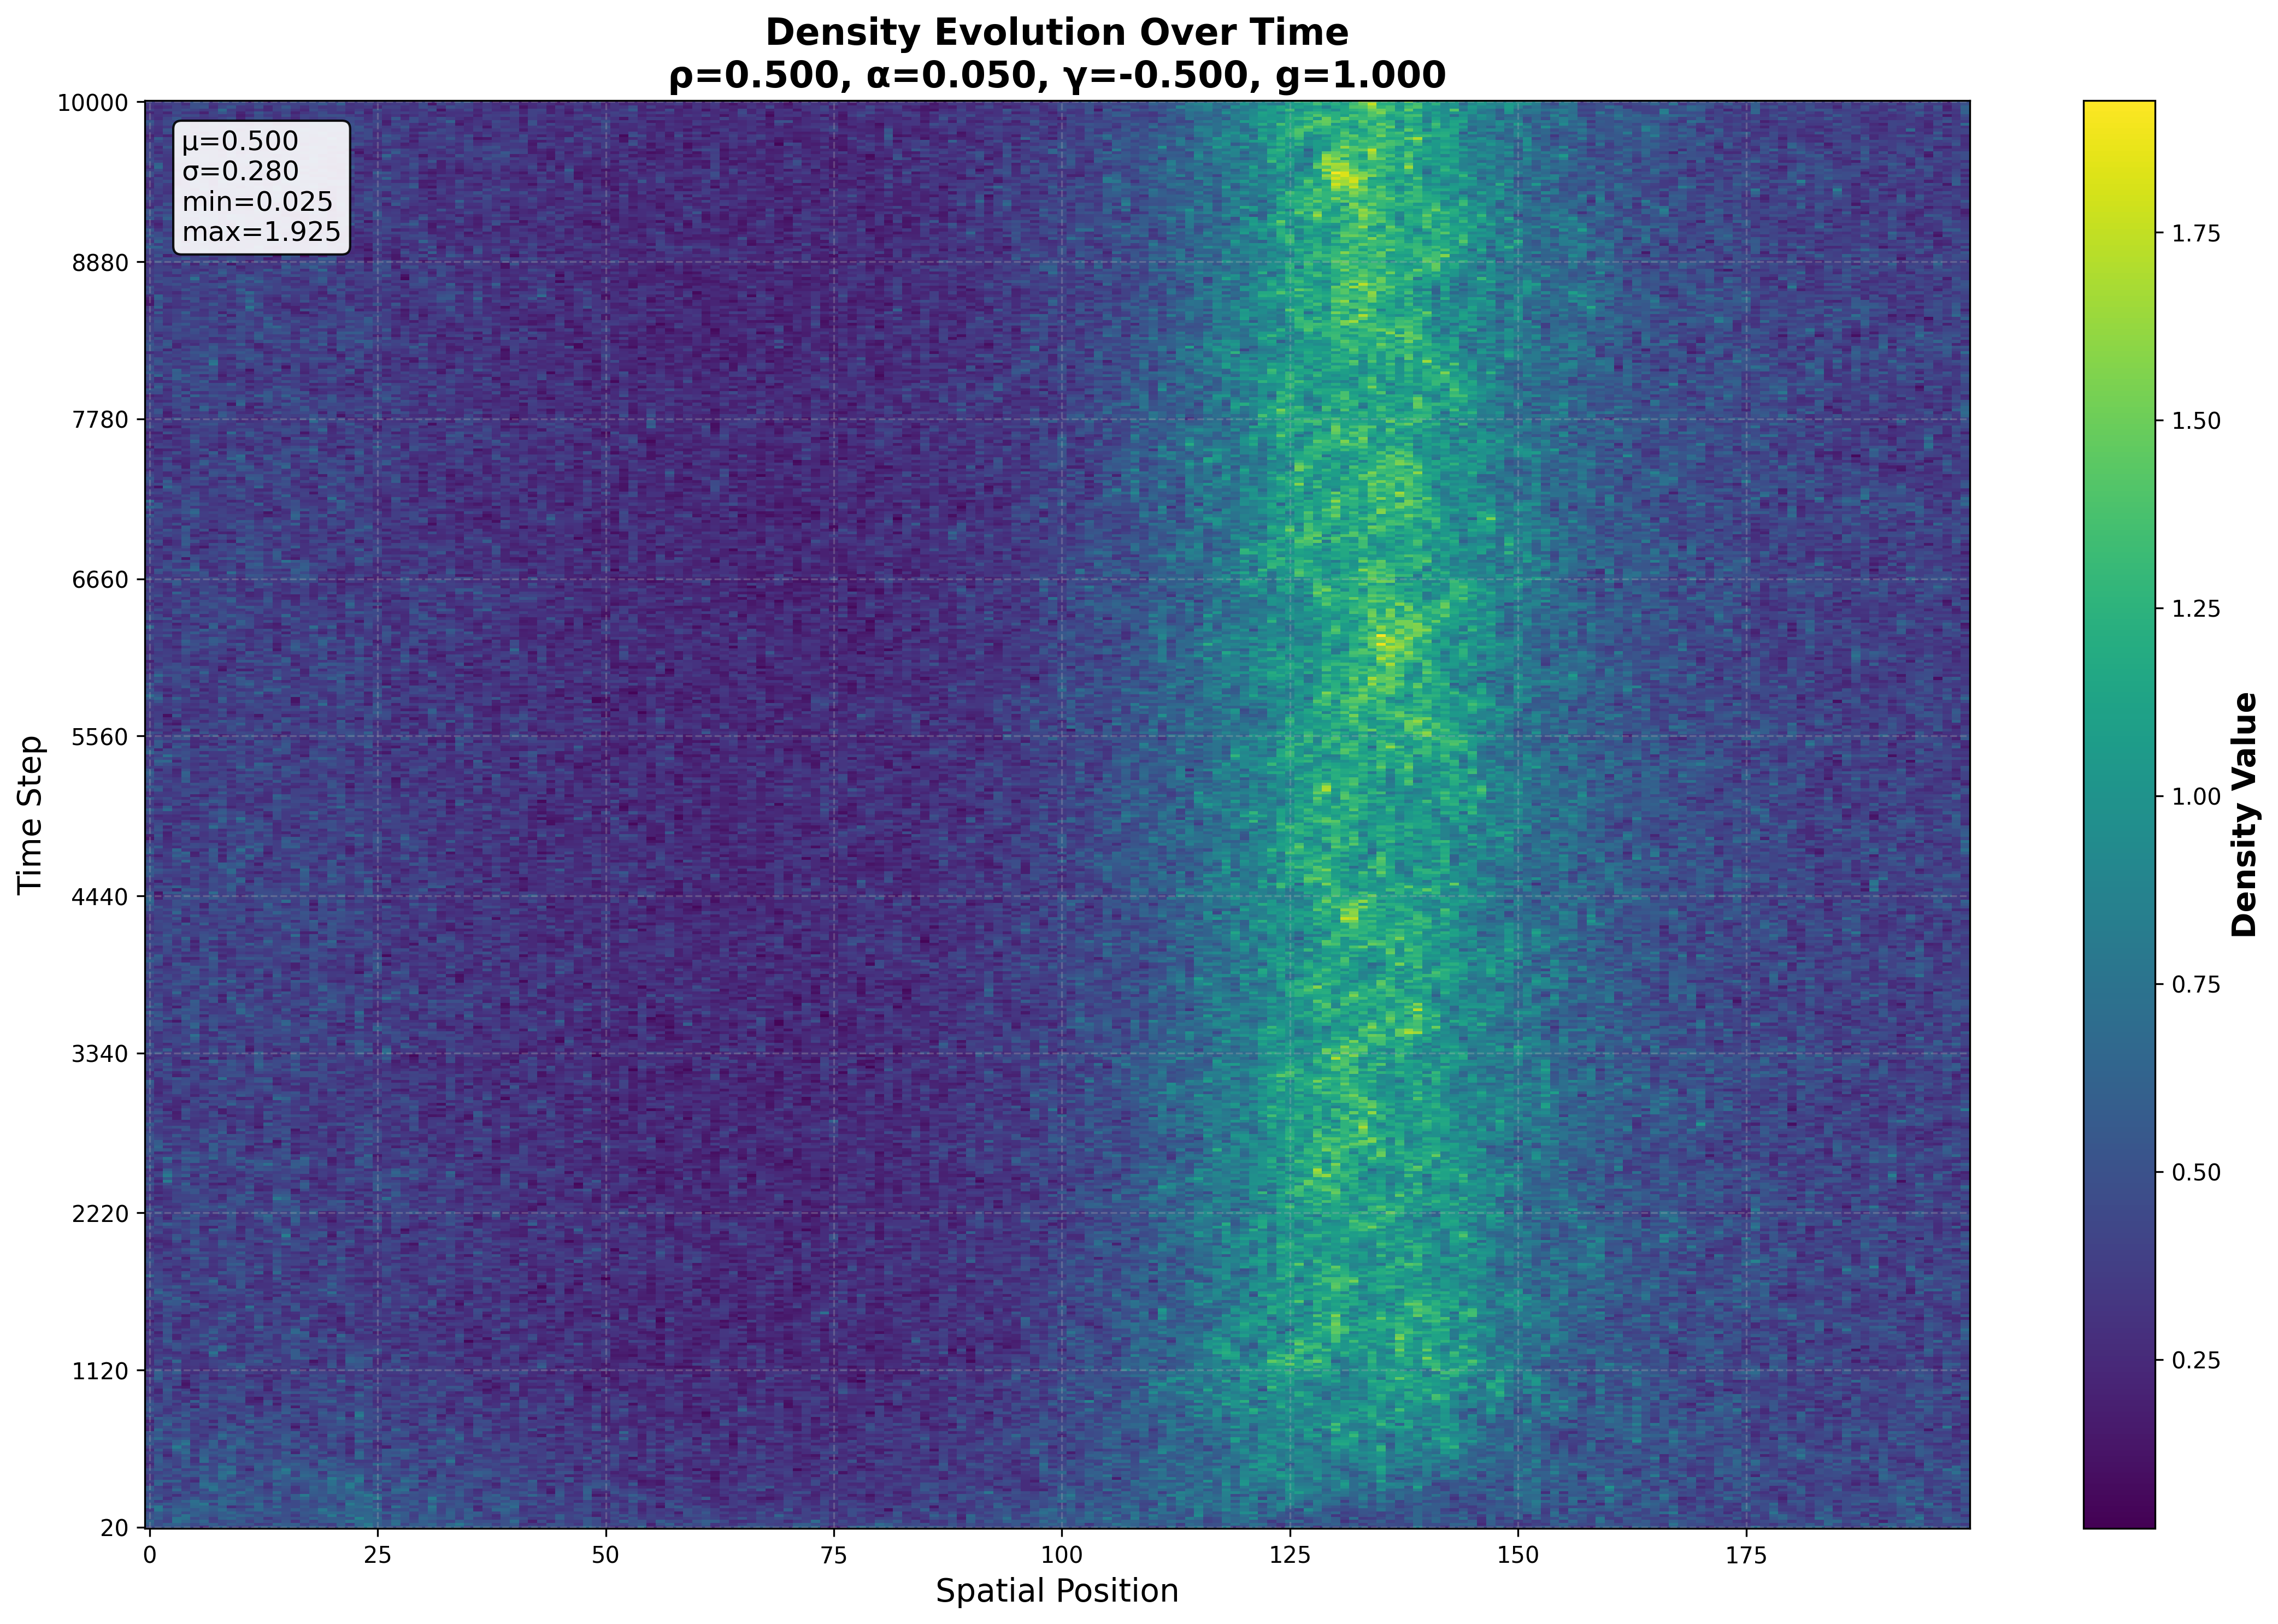 Density Evolution Over Time
ρ=0.500, α=0.050, γ=-0.500, g=1.000
μ=0.500
σ=0.280
min=0.025
max=1.925
10000
8880
7780
6660
5560
4440
3340
2220
1120
20
Time Step
0
25
50
75
100
125
150
175
Spatial Position
1.75
1.50
1.25
1.00
0.75
0.50
0.25
Density Value